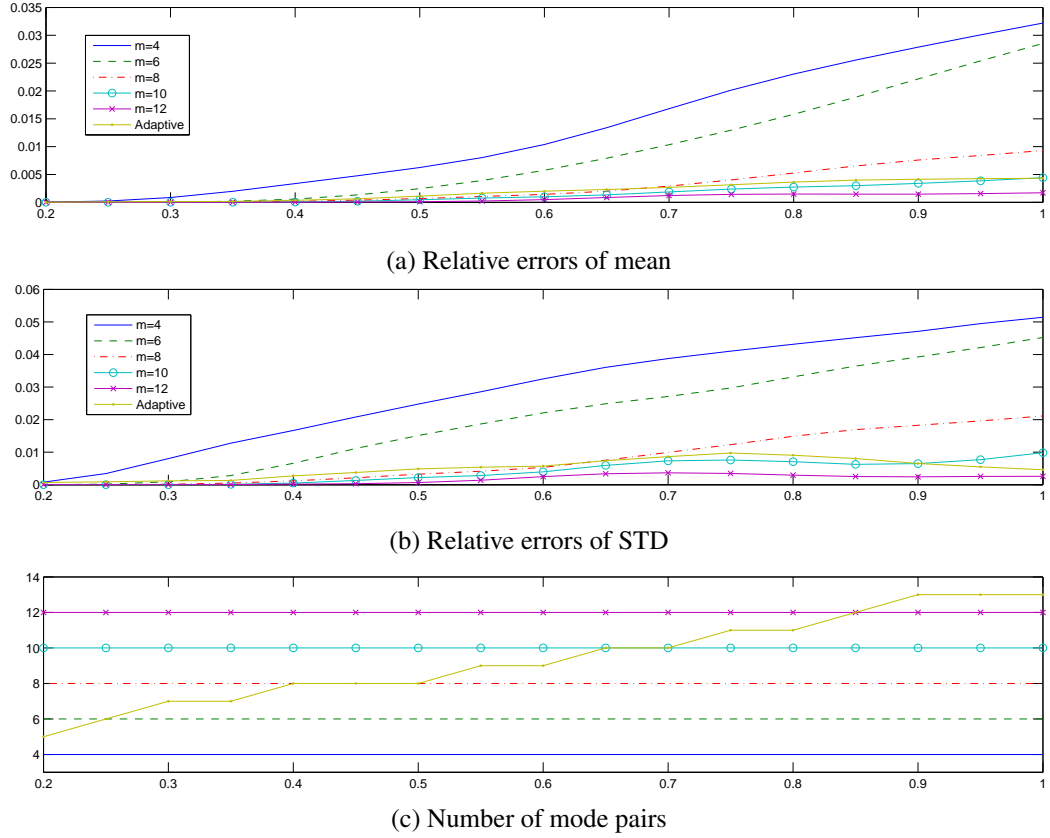 0.035
0.03
0.025
0.02
0.015
0.01
0.005
0
m=4
m=6
m=8
m=10
m=12
Adaptive
0.2 0.3 0.4 0.5 0.6 0.7 0.8 0.9 1
(a) Relative errors of mean
0.06
0.05
0.04
0.03
0.02
0.01
0
m=4
m=6
m=8
m=10
m=12
Adaptive
0.2 0.3 0.4 0.5 0.6 0.7 0.8 0.9 1
(b) Relative errors of STD
14
12
10
8
6
4
0.2 0.3 0.4 0.5 0.6 0.7 0.8 0.9 1
(c) Number of mode pairs